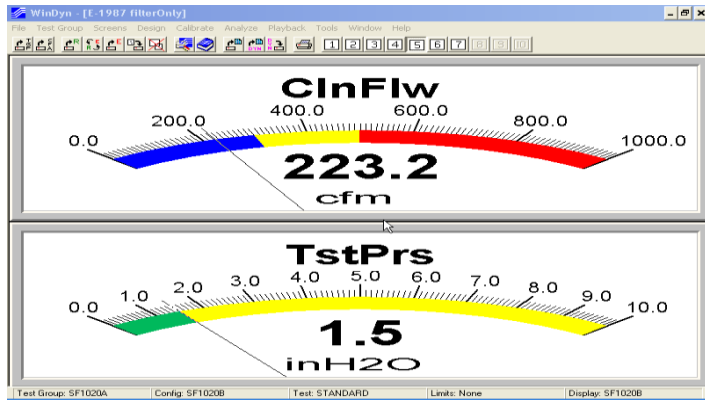 WinDyn - [E-1987 filterOnly]
File Test Group Screens Design Calibrate Analyze Playback Tools Window Help
1 2 3 4 5 6 7 8 9 10
ClnFlw
0.0 200.0 400.0 600.0 800.0 1000.0
223.2
cfm
TstPrs
0.0 1.0 2.0 3.0 4.0 5.0 6.0 7.0 8.0 9.0 10.0
1.5
inH2O
Test Group: SF1020A Config: SF1020B Test: STANDARD Limits: None Display: SF1020B